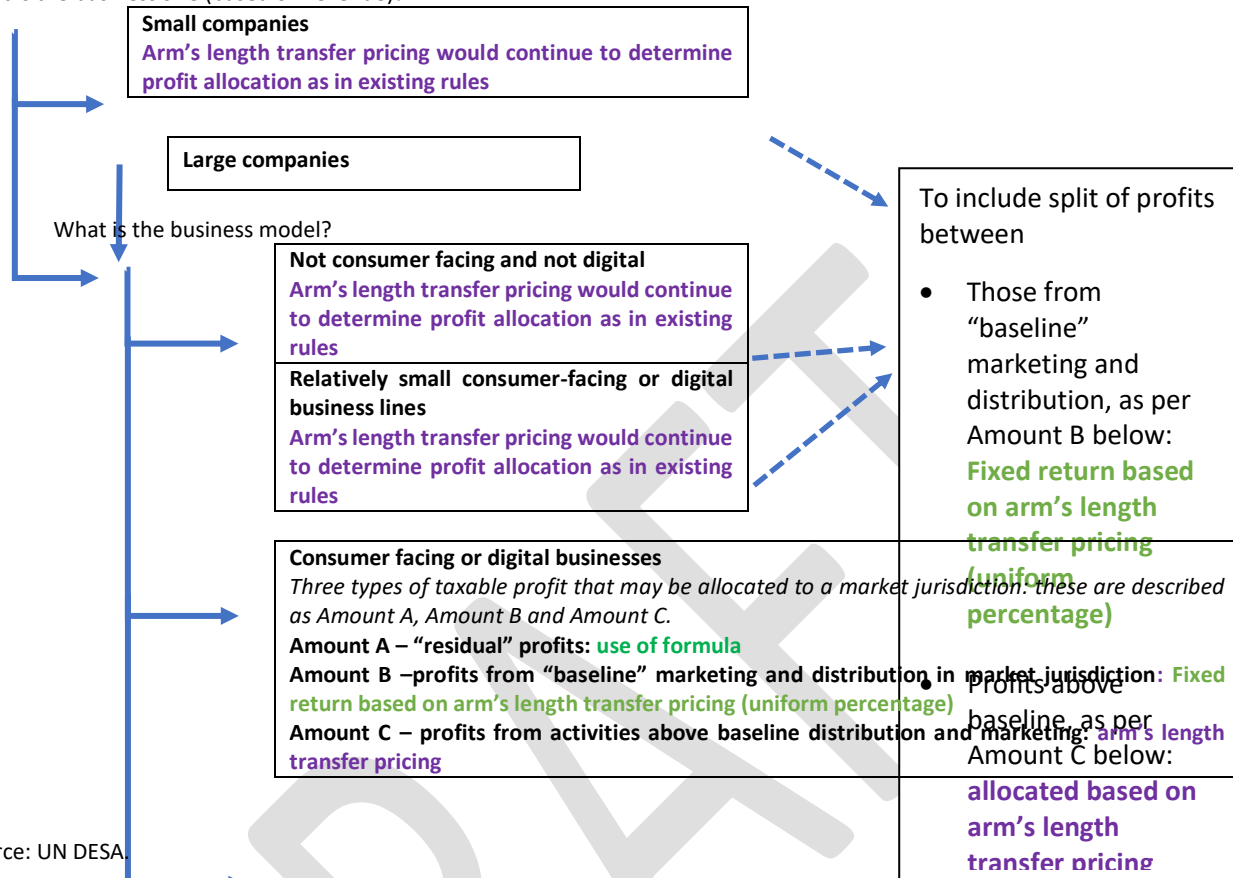 Small companies
Arm's length transfer pricing would continue to determine
profit allocation as in existing rules
Large companies
What is the business model?
Not consumer facing and not digital
Arm's length transfer pricing would continue
to determine profit allocation as in existing
rules
Relatively small consumer-facing or digital
business lines
Arm's length transfer pricing would continue
to determine profit allocation as in existing
rules
Consumer facing or digital businesses
Three types of taxable profit that may be allocated to a market jurisdiction: these are described
as Amount A, Amount B and Amount C.
Amount A – “residual” profits: use of formula
Amount B –profits from “baseline” marketing and distribution in market jurisdiction: Fixed
return based on arm's length transfer pricing (uniform percentage)
Amount C – profits from activities above baseline distribution and marketing: arm's length
transfer pricing
To include split of profits
between
• Those from
“baseline”
marketing and
distribution, as per
Amount B below:
Fixed return based
on arm's length
transfer pricing
(uniform
percentage)
• Profits above
baseline, as per
Amount C below:
allocated based on
arm's length
transfer pricing
rce: UN DESA.
DRAFT